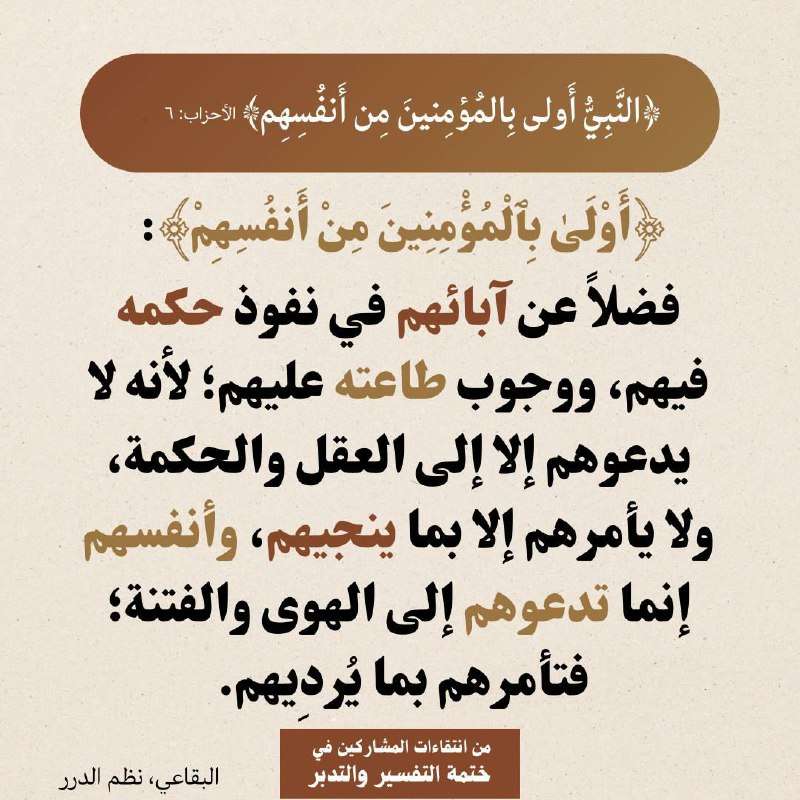 ﴿النَّبِيُّ أَولى بِالمُؤمِنينَ مِن أَنفُسِهِم﴾ الأحزاب: ٦
﴿أَوْلَىٰ بِٱلْمُؤْمِنِينَ مِنْ أَنفُسِهِمْ﴾:
فضلاً عن آبائهم في نفوذ حكمه
فيهم، ووجوب طاعته عليهم؛ لأنه لا
يدعوهم إلا إلى العقل والحكمة،
ولا يأمرهم إلا بما ينجيهم، وأنفسهم
إنما تدعوهم إلى الهوى والفتنة؛
فتأمرهم بما يُردِيهم.
من انتقاءات المشاركين في
ختمة التفسير والتدبر
البقاعي، نظم الدرر